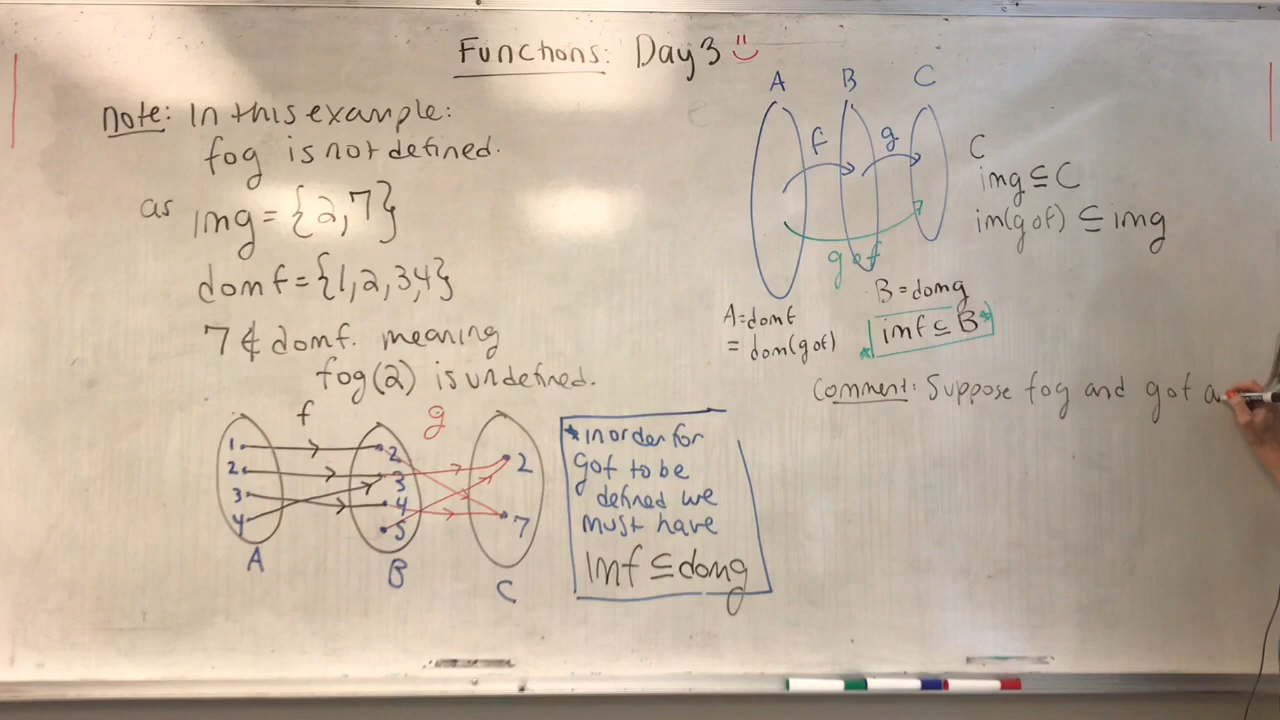 Functions: Day 3
note: In this example:
fog is not defined.
as img = {2,7}
domf = {1,2,3,4}
7 ∉ domf. meaning
fog(2) is undefined.
f
g
1
2
3
4
A
2
3
4
5
B
2
7
C
* in order for
gof to be
defined we
must have
imf ⊆ domg
A B C
f g
gof
A = domf
= dom(gof)
B = domg
* imf ⊆ B *
C
img ⊆ C
im(gof) ⊆ img
Comment: Suppose fog and gof